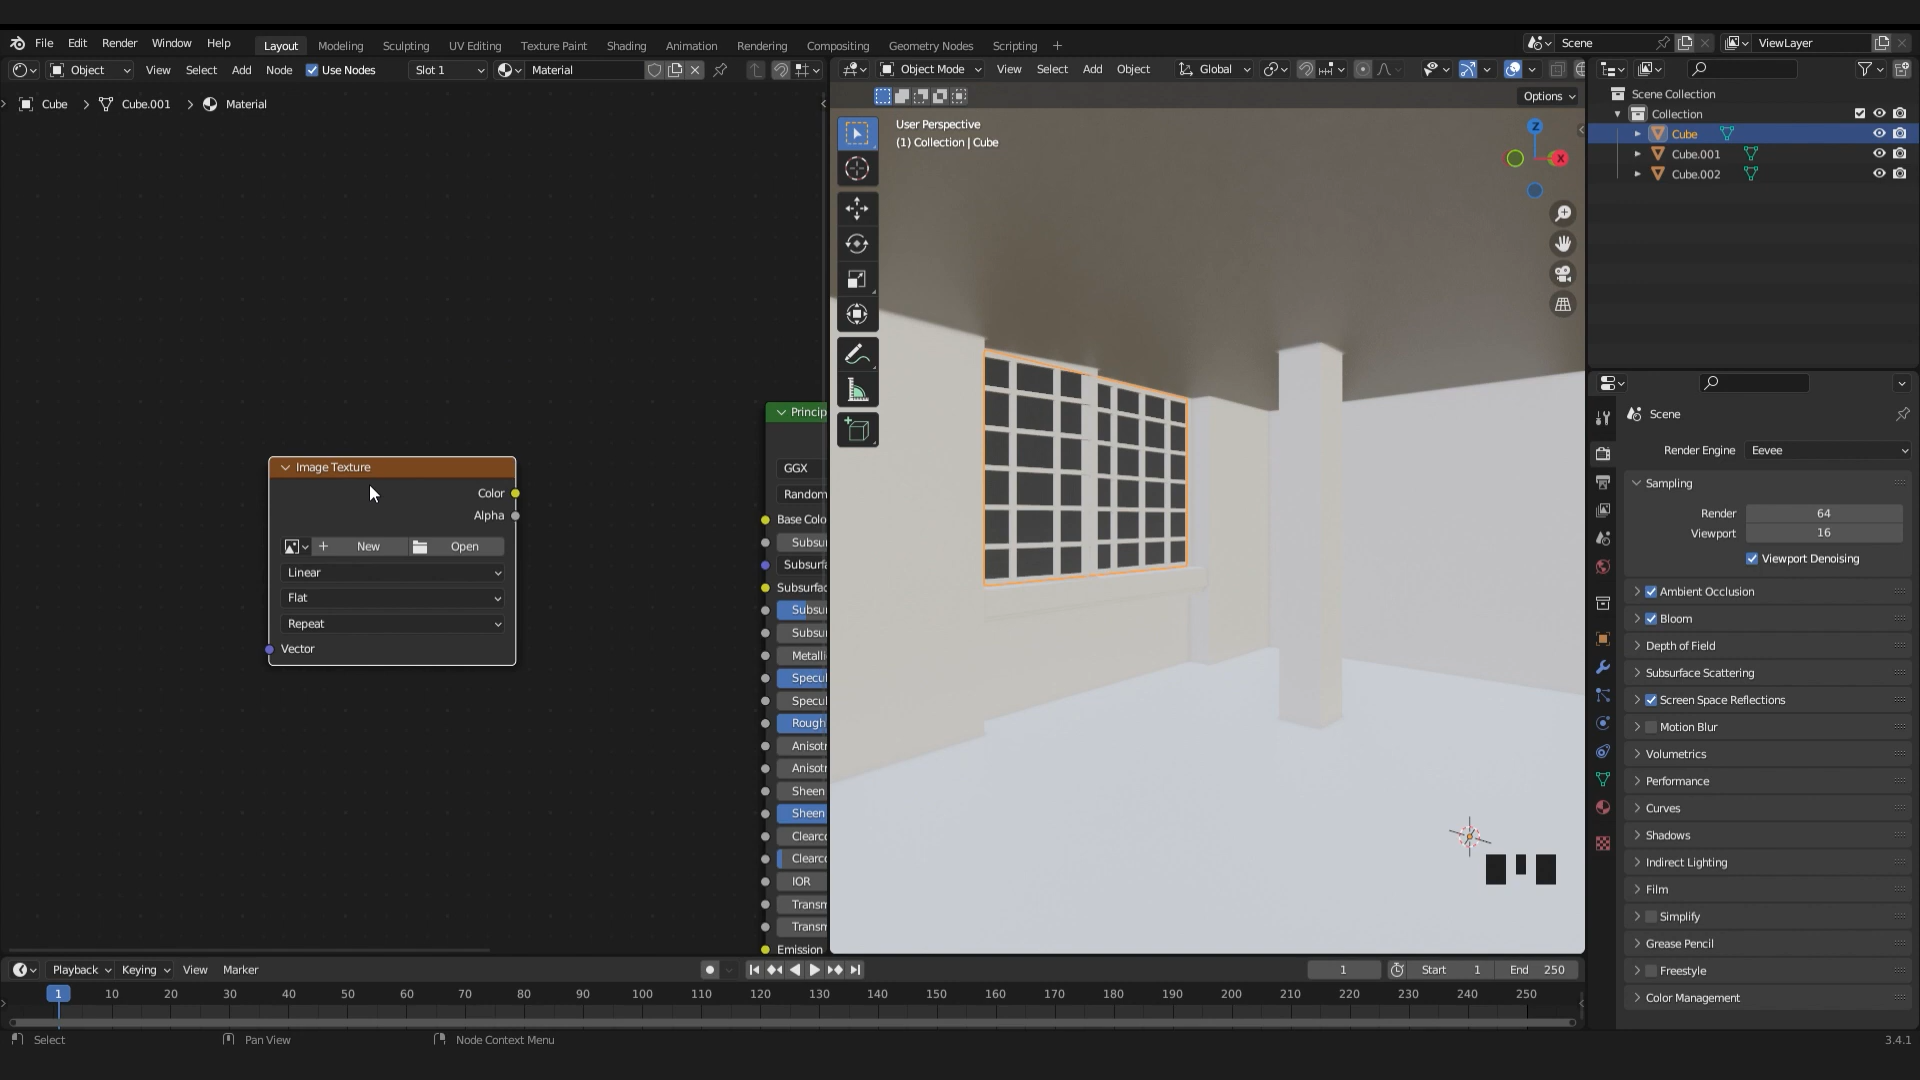 File Edit Render Window Help Layout Modeling Sculpting UV Editing Texture Paint Shading Animation Rendering Compositing Geometry Nodes Scripting + Scene ViewLayer
Object View Select Add Node Use Nodes Slot 1 Material Object Mode View Select Add Object Global
Cube > Cube.001 > Material
Options
User Perspective
(1) Collection | Cube
Z
X
Scene Collection
Collection
Cube
Cube.001
Cube.002
Image Texture
Color
Alpha
+ New Open
Linear
Flat
Repeat
Vector
Princip
GGX
Random
Base Colo
Subsu
Subsurfa
Subsurfac
Subsur
Subsu
Metalli
Specul
Specul
Rough
Anisotr
Anisotr
Sheen
Sheen
Clearco
Clearco
IOR
Transm
Transm
Emission
Scene
Render Engine Eevee
Sampling
Render 64
Viewport 16
Viewport Denoising
Ambient Occlusion
Bloom
Depth of Field
Subsurface Scattering
Screen Space Reflections
Motion Blur
Volumetrics
Performance
Curves
Shadows
Indirect Lighting
Film
Simplify
Grease Pencil
Freestyle
Color Management
Playback Keying View Marker 1 Start 1 End 250
1 10 20 30 40 50 60 70 80 90 100 110 120 130 140 150 160 170 180 190 200 210 220 230 240 250
Select Pan View Node Context Menu 3.4.1